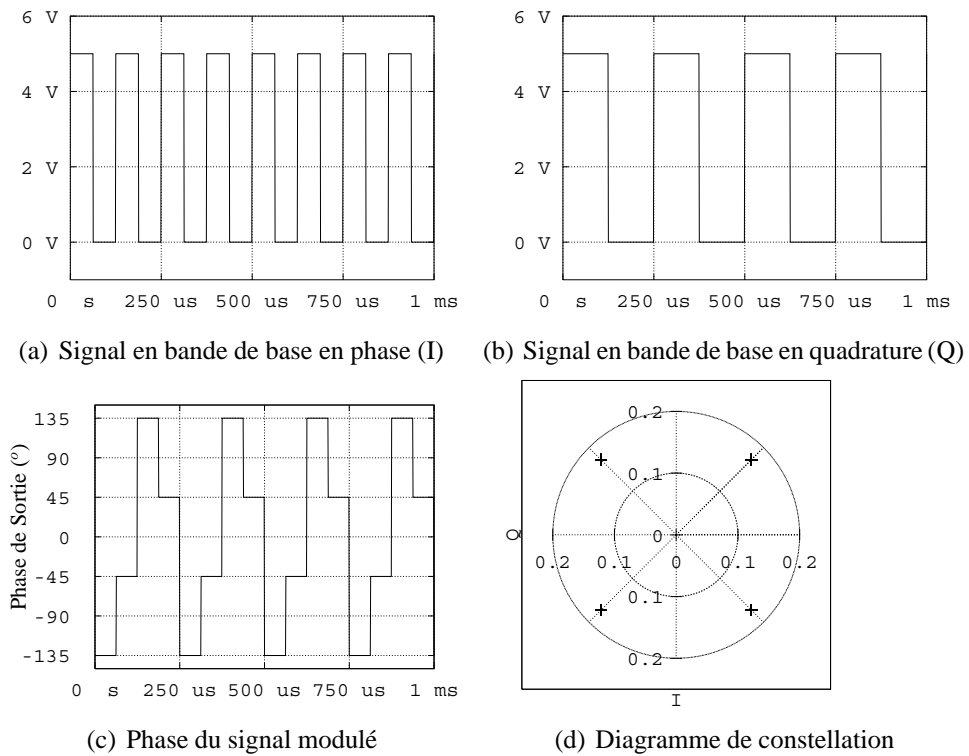 6 V
4 V
2 V
0 V
0 s 250 us 500 us 750 us 1 ms
(a) Signal en bande de base en phase (I)
6 V
4 V
2 V
0 V
0 s 250 us 500 us 750 us 1 ms
(b) Signal en bande de base en quadrature (Q)
Phase de Sortie (º)
135
90
45
0
-45
-90
-135
0 s 250 us 500 us 750 us 1 ms
(c) Phase du signal modulé
Q
0.2
0.1
0
0.2 0.1 0 0.1 0.2
0.1
0.2
I
(d) Diagramme de constellation